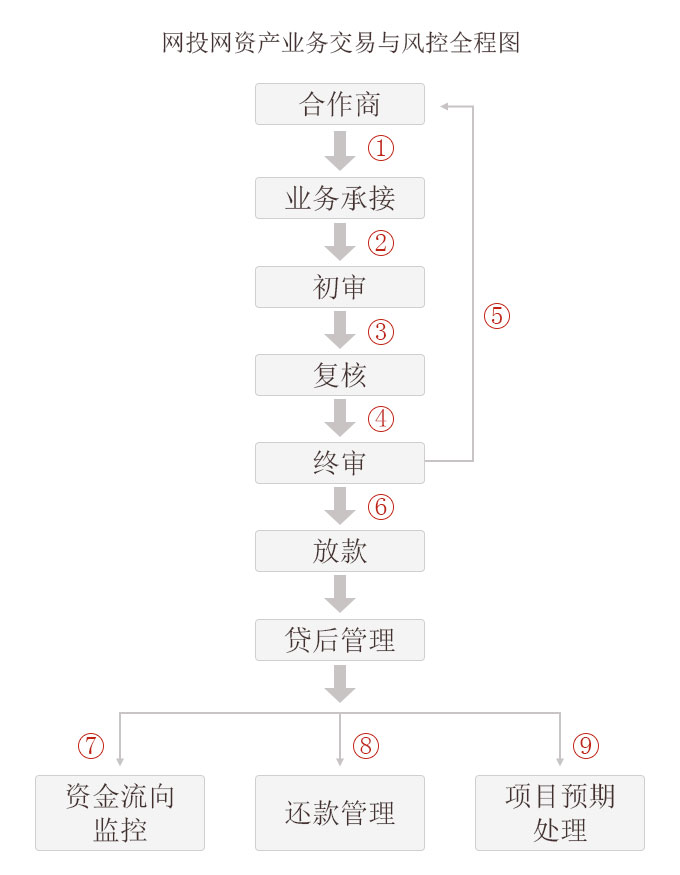 网投网资产业务交易与风控全程图
合作商
①
业务承接
②
初审
③
⑤
复核
④
终审
⑥
放款
贷后管理
⑦
⑧
⑨
资金流向
监控
还款管理
项目预期
处理